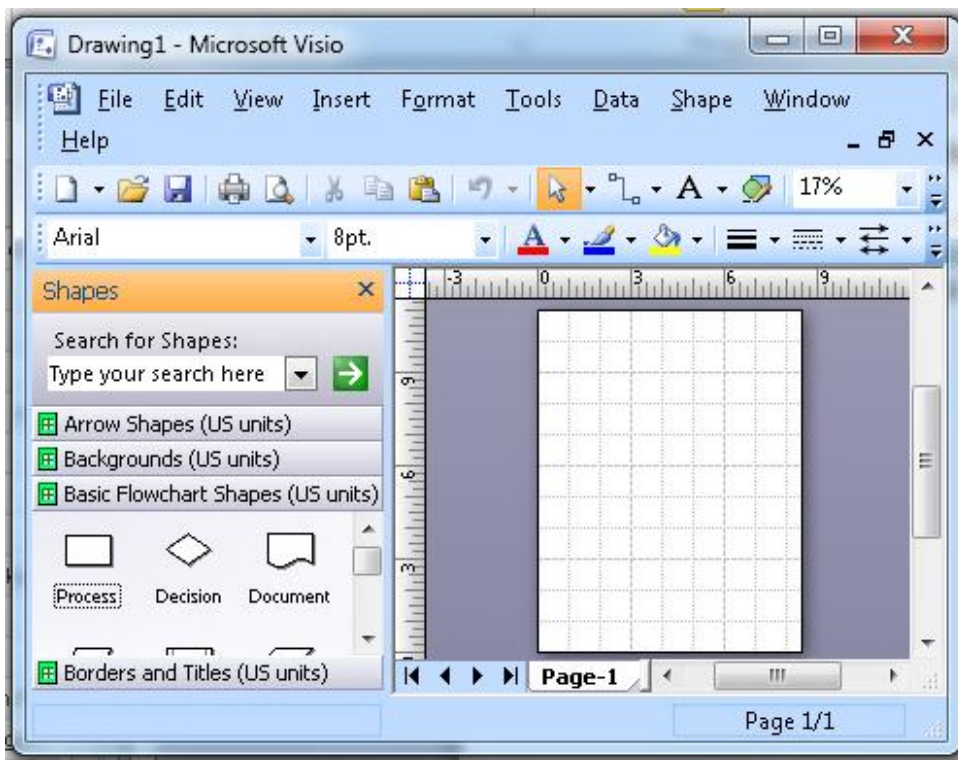 Drawing1 - Microsoft Visio
File Edit View Insert Format Tools Data Shape Window
Help
A 17%
Arial 8pt. A
Shapes
-3 0 3 6 9
Search for Shapes:
Type your search here
9
Arrow Shapes (US units)
Backgrounds (US units)
6
Basic Flowchart Shapes (US units)
3
Process Decision Document
Borders and Titles (US units)
Page-1
Page 1/1